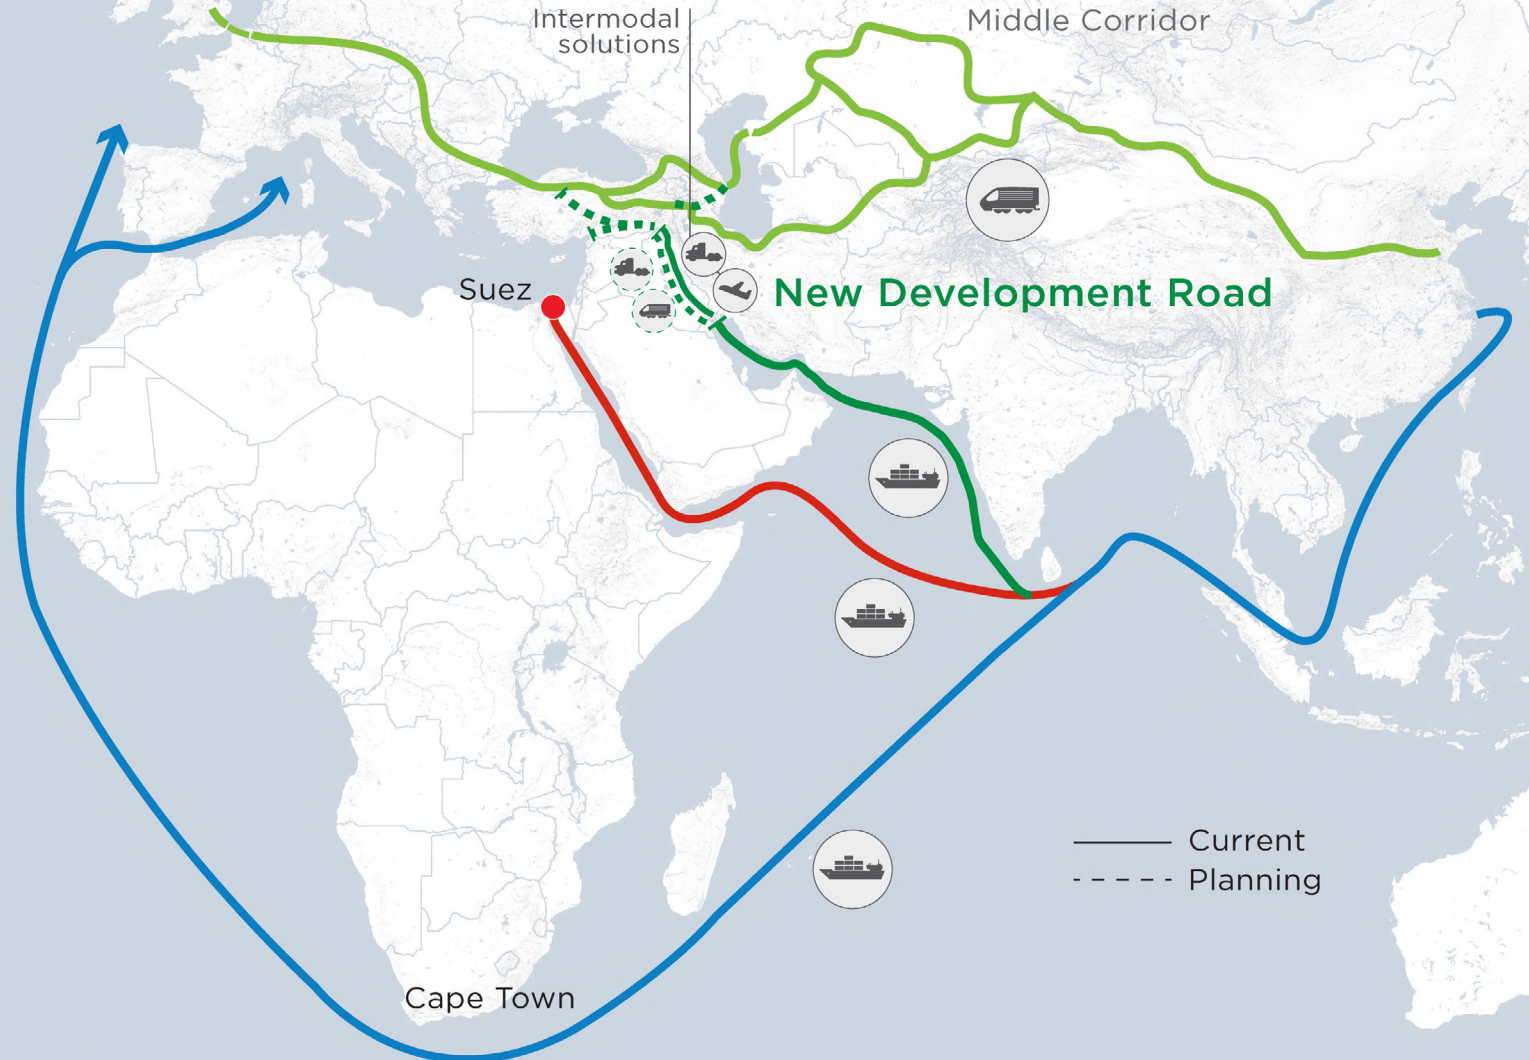 Intermodal
solutions
Middle Corridor
Suez
New Development Road
Current
Planning
Cape Town